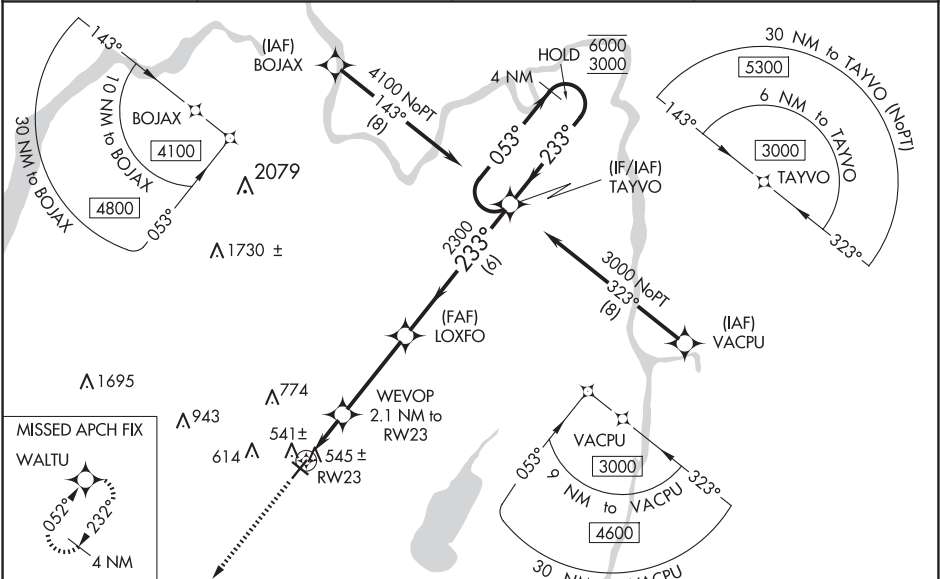 143°
BOJAX
10 NM to BOJAX
4100
30 NM to BOJAX
4800
053°
(IAF)
BOJAX
4100 NoPT
143°
(8)
HOLD
6000
3000
4 NM
053°
233°
(IF/IAF)
TAYVO
30 NM to TAYVO (NoPT)
5300
143°
6 NM to TAYVO
3000
TAYVO
323°
2079
1730 ±
2300
233°
(6)
3000 NoPT
323°
(8)
(IAF)
VACPU
(FAF)
LOXFO
1695
774
943
WEVOP
2.1 NM to
RW23
541±
614
545 ±
RW23
MISSED APCH FIX
WALTU
052°
232°
4 NM
VACPU
3000
053°
323°
9 NM to VACPU
4600
30 NM to VACPU